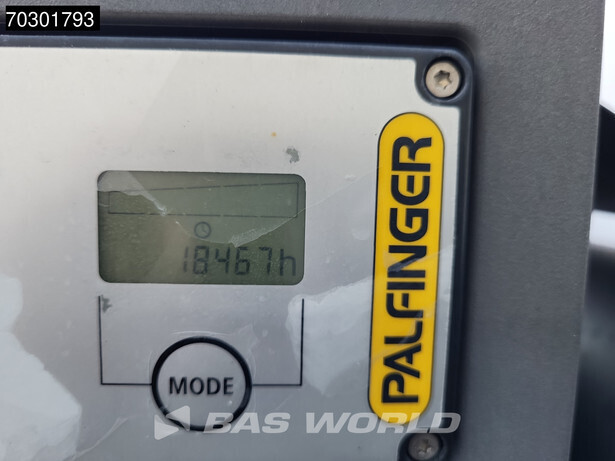 70301793
18467h
PALFINGER
MODE
BAS WORLD